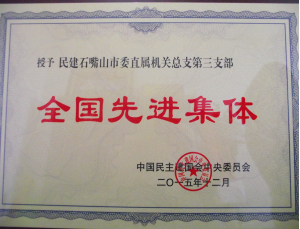 授予 民建石嘴山市委直属机关总支第三支部
全国先进集体
中国民主建国会中央委员会
二〇一五年十二月